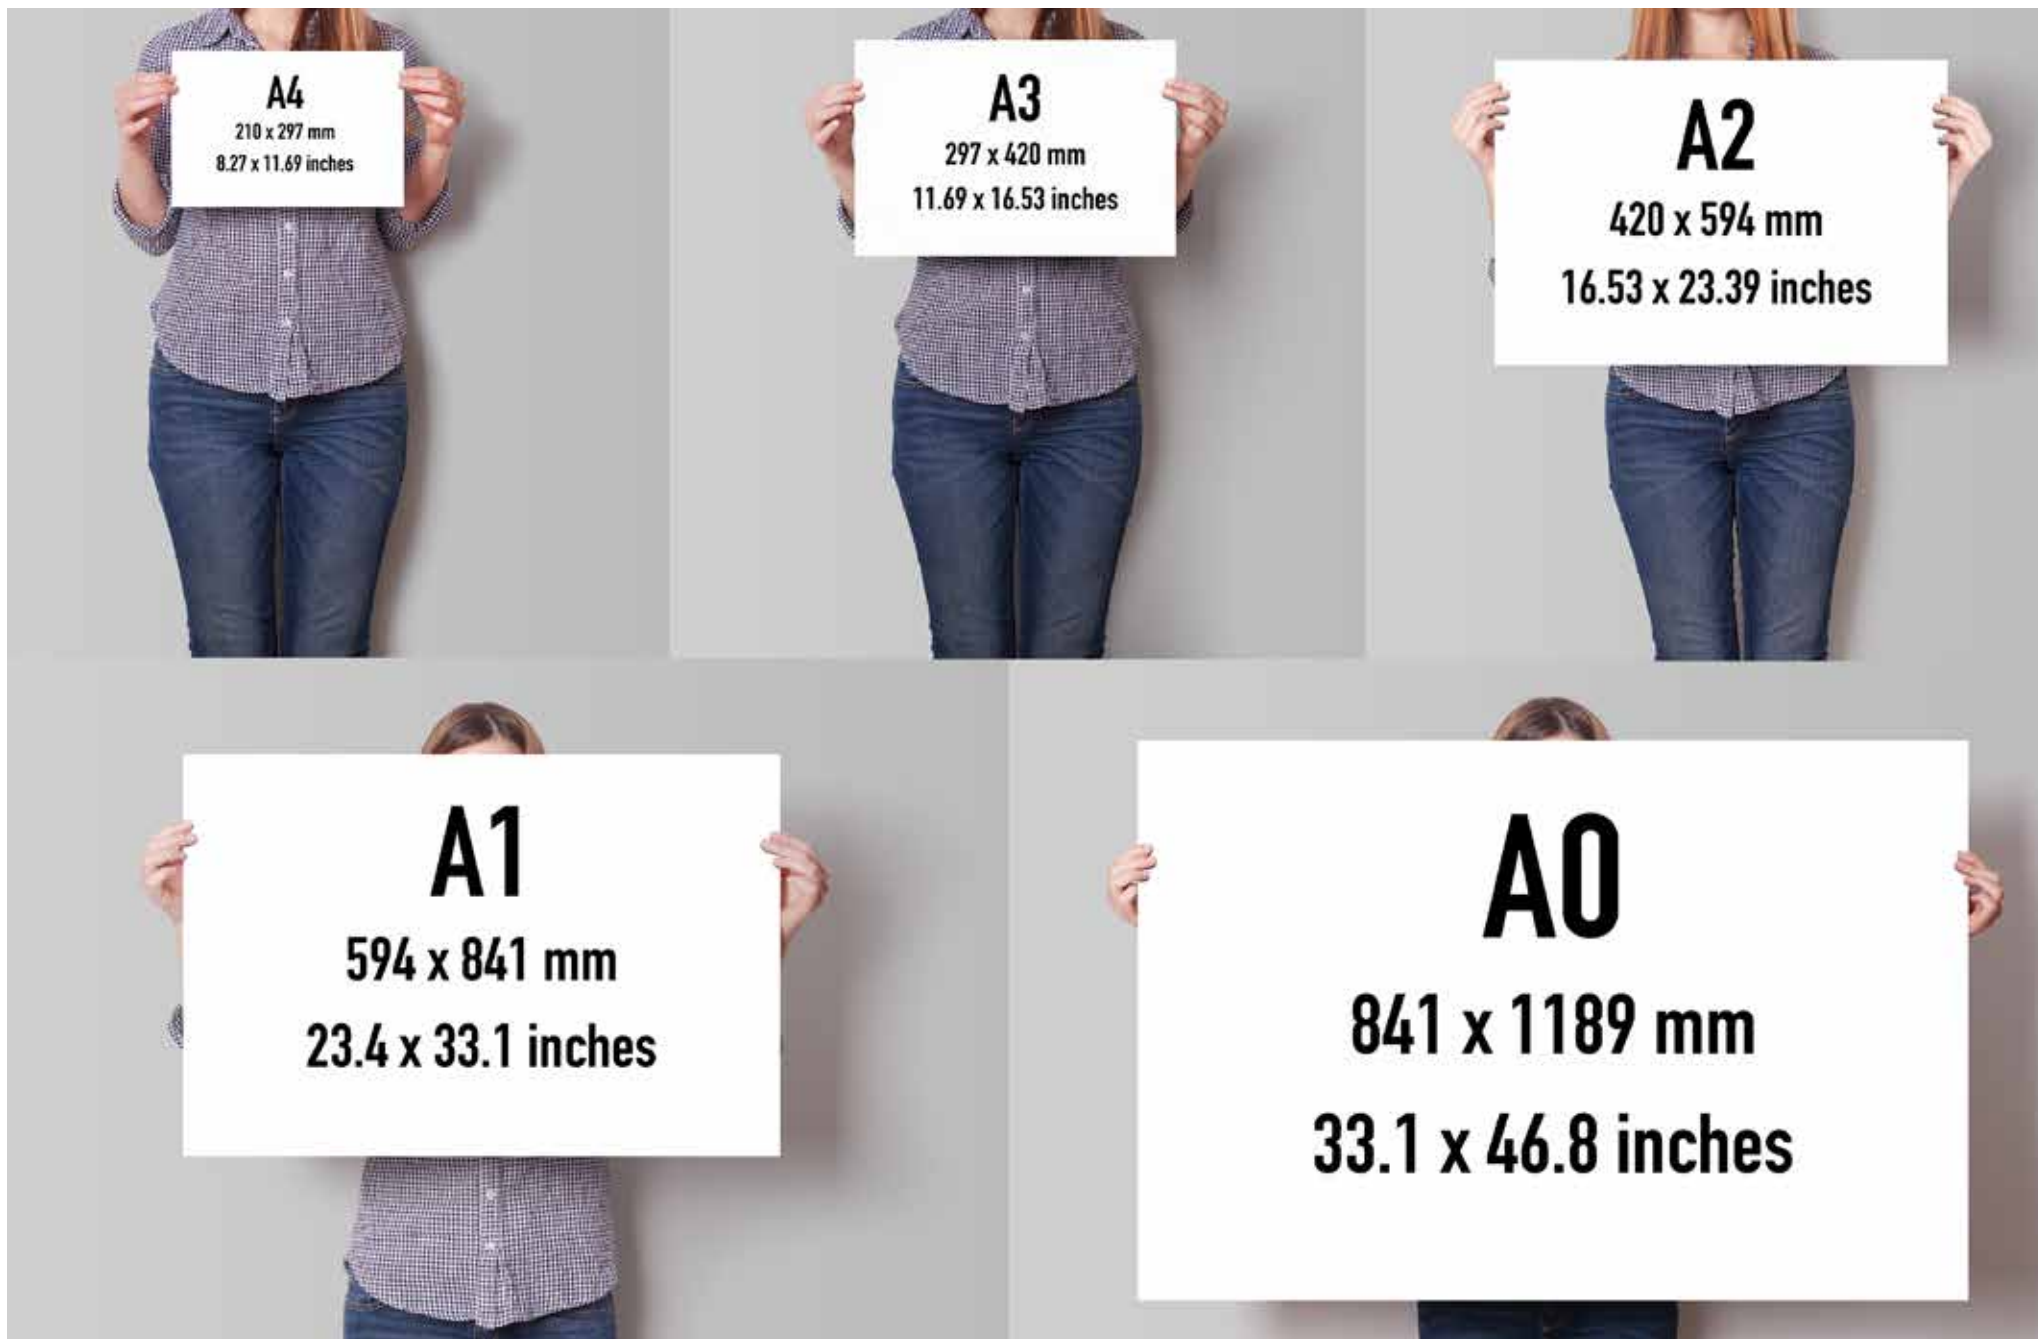 A4
210 x 297 mm
8.27 x 11.69 inches
A3
297 x 420 mm
11.69 x 16.53 inches
A2
420 x 594 mm
16.53 x 23.39 inches
A1
594 x 841 mm
23.4 x 33.1 inches
A0
841 x 1189 mm
33.1 x 46.8 inches